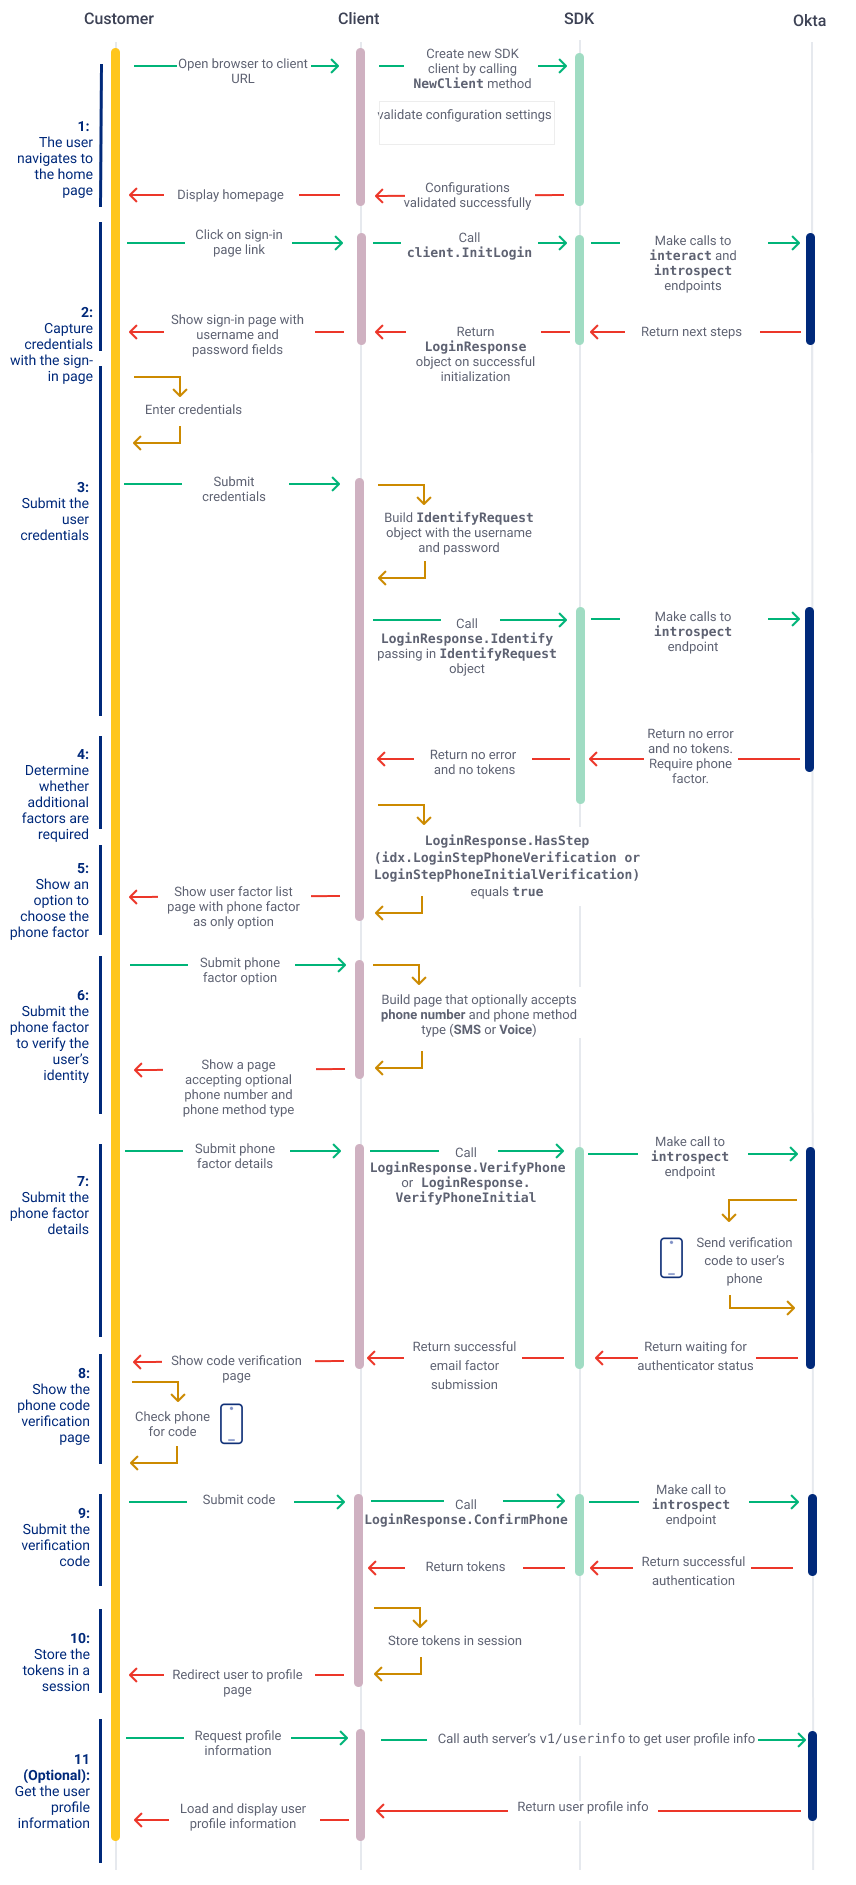 Customer
Client
SDK
Okta
Open browser to client
URL
Create new SDK
client by calling
NewClient method
validate configuration settings
1:
The user
navigates to
the home
page
Display homepage
Configurations
validated successfully
Click on sign-in
page link
Call
client.InitLogin
Make calls to
interact and
introspect
endpoints
2:
Capture
credentials
with the sign-
in page
Show sign-in page with
username and
password fields
Return
LoginResponse
object on successful
initialization
Return next steps
Enter credentials
3:
Submit the
user
credentials
Submit
credentials
Build IdentifyRequest
object with the username
and password
Call
LoginResponse.Identify
passing in IdentifyRequest
object
Make calls to
introspect
endpoint
4:
Determine
whether
additional
factors are
required
Return no error
and no tokens
Return no error
and no tokens.
Require phone
factor.
LoginResponse.HasStep
(idx.LoginStepPhoneVerification or
LoginStepPhoneInitialVerification)
equals true
5:
Show an
option to
choose the
phone factor
Show user factor list
page with phone factor
as only option
6:
Submit the
phone factor
to verify the
user's
identity
Submit phone
factor option
Build page that optionally accepts
phone number and phone method
type (SMS or Voice)
Show a page
accepting optional
phone number and
phone method type
7:
Submit the
phone factor
details
Submit phone
factor details
Call
LoginResponse.VerifyPhone
or LoginResponse.
VerifyPhoneInitial
Make call to
introspect
endpoint
Send verification
code to user's
phone
8:
Show the
phone code
verification
page
Show code verification
page
Return successful
email factor
submission
Return waiting for
authenticator status
Check phone
for code
9:
Submit the
verification
code
Submit code
Call
LoginResponse.ConfirmPhone
Make call to
introspect
endpoint
Return tokens
Return successful
authentication
10:
Store the
tokens in a
session
Store tokens in session
Redirect user to profile
page
11
(Optional):
Get the user
profile
information
Request profile
information
Call auth server's v1/userinfo to get user profile info
Load and display user
profile information
Return user profile info